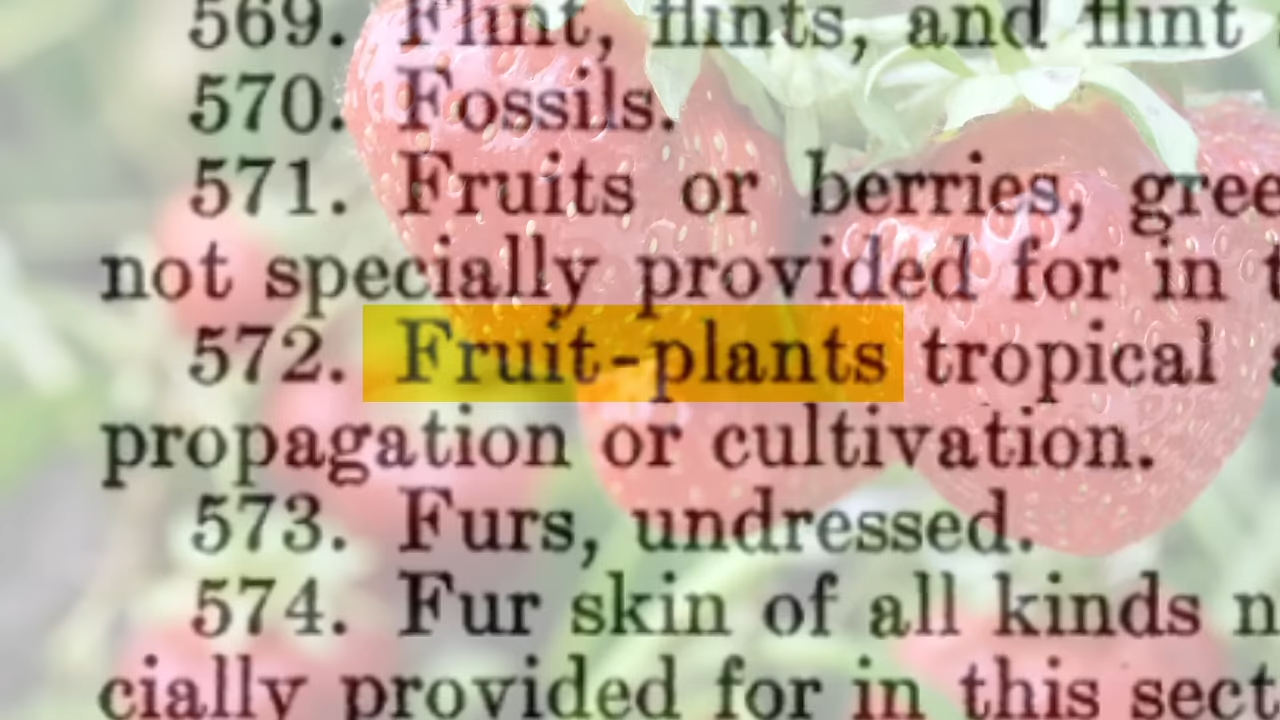 569. Flint, flints, and flint
570. Fossils.
571. Fruits or berries, gree
not specially provided for in t
572. Fruit-plants tropical a
propagation or cultivation.
573. Furs, undressed.
574. Fur skin of all kinds n
cially provided for in this sect